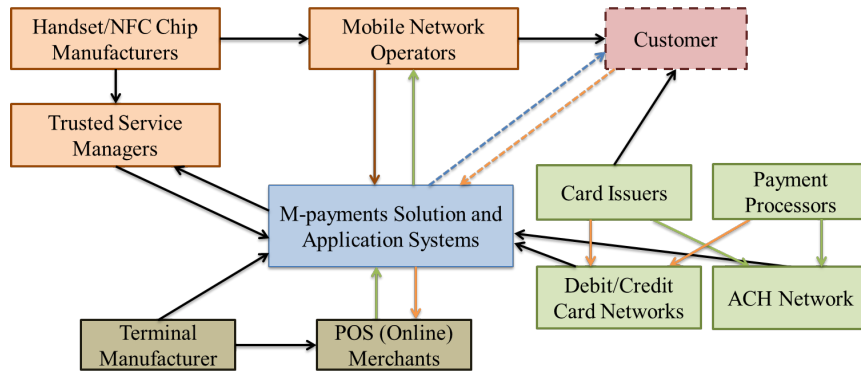 Handset/NFC Chip
Manufacturers
Mobile Network
Operators
Customer
Trusted Service
Managers
M-payments Solution and
Application Systems
Card Issuers
Payment
Processors
Debit/Credit
Card Networks
ACH Network
Terminal
Manufacturer
POS (Online)
Merchants